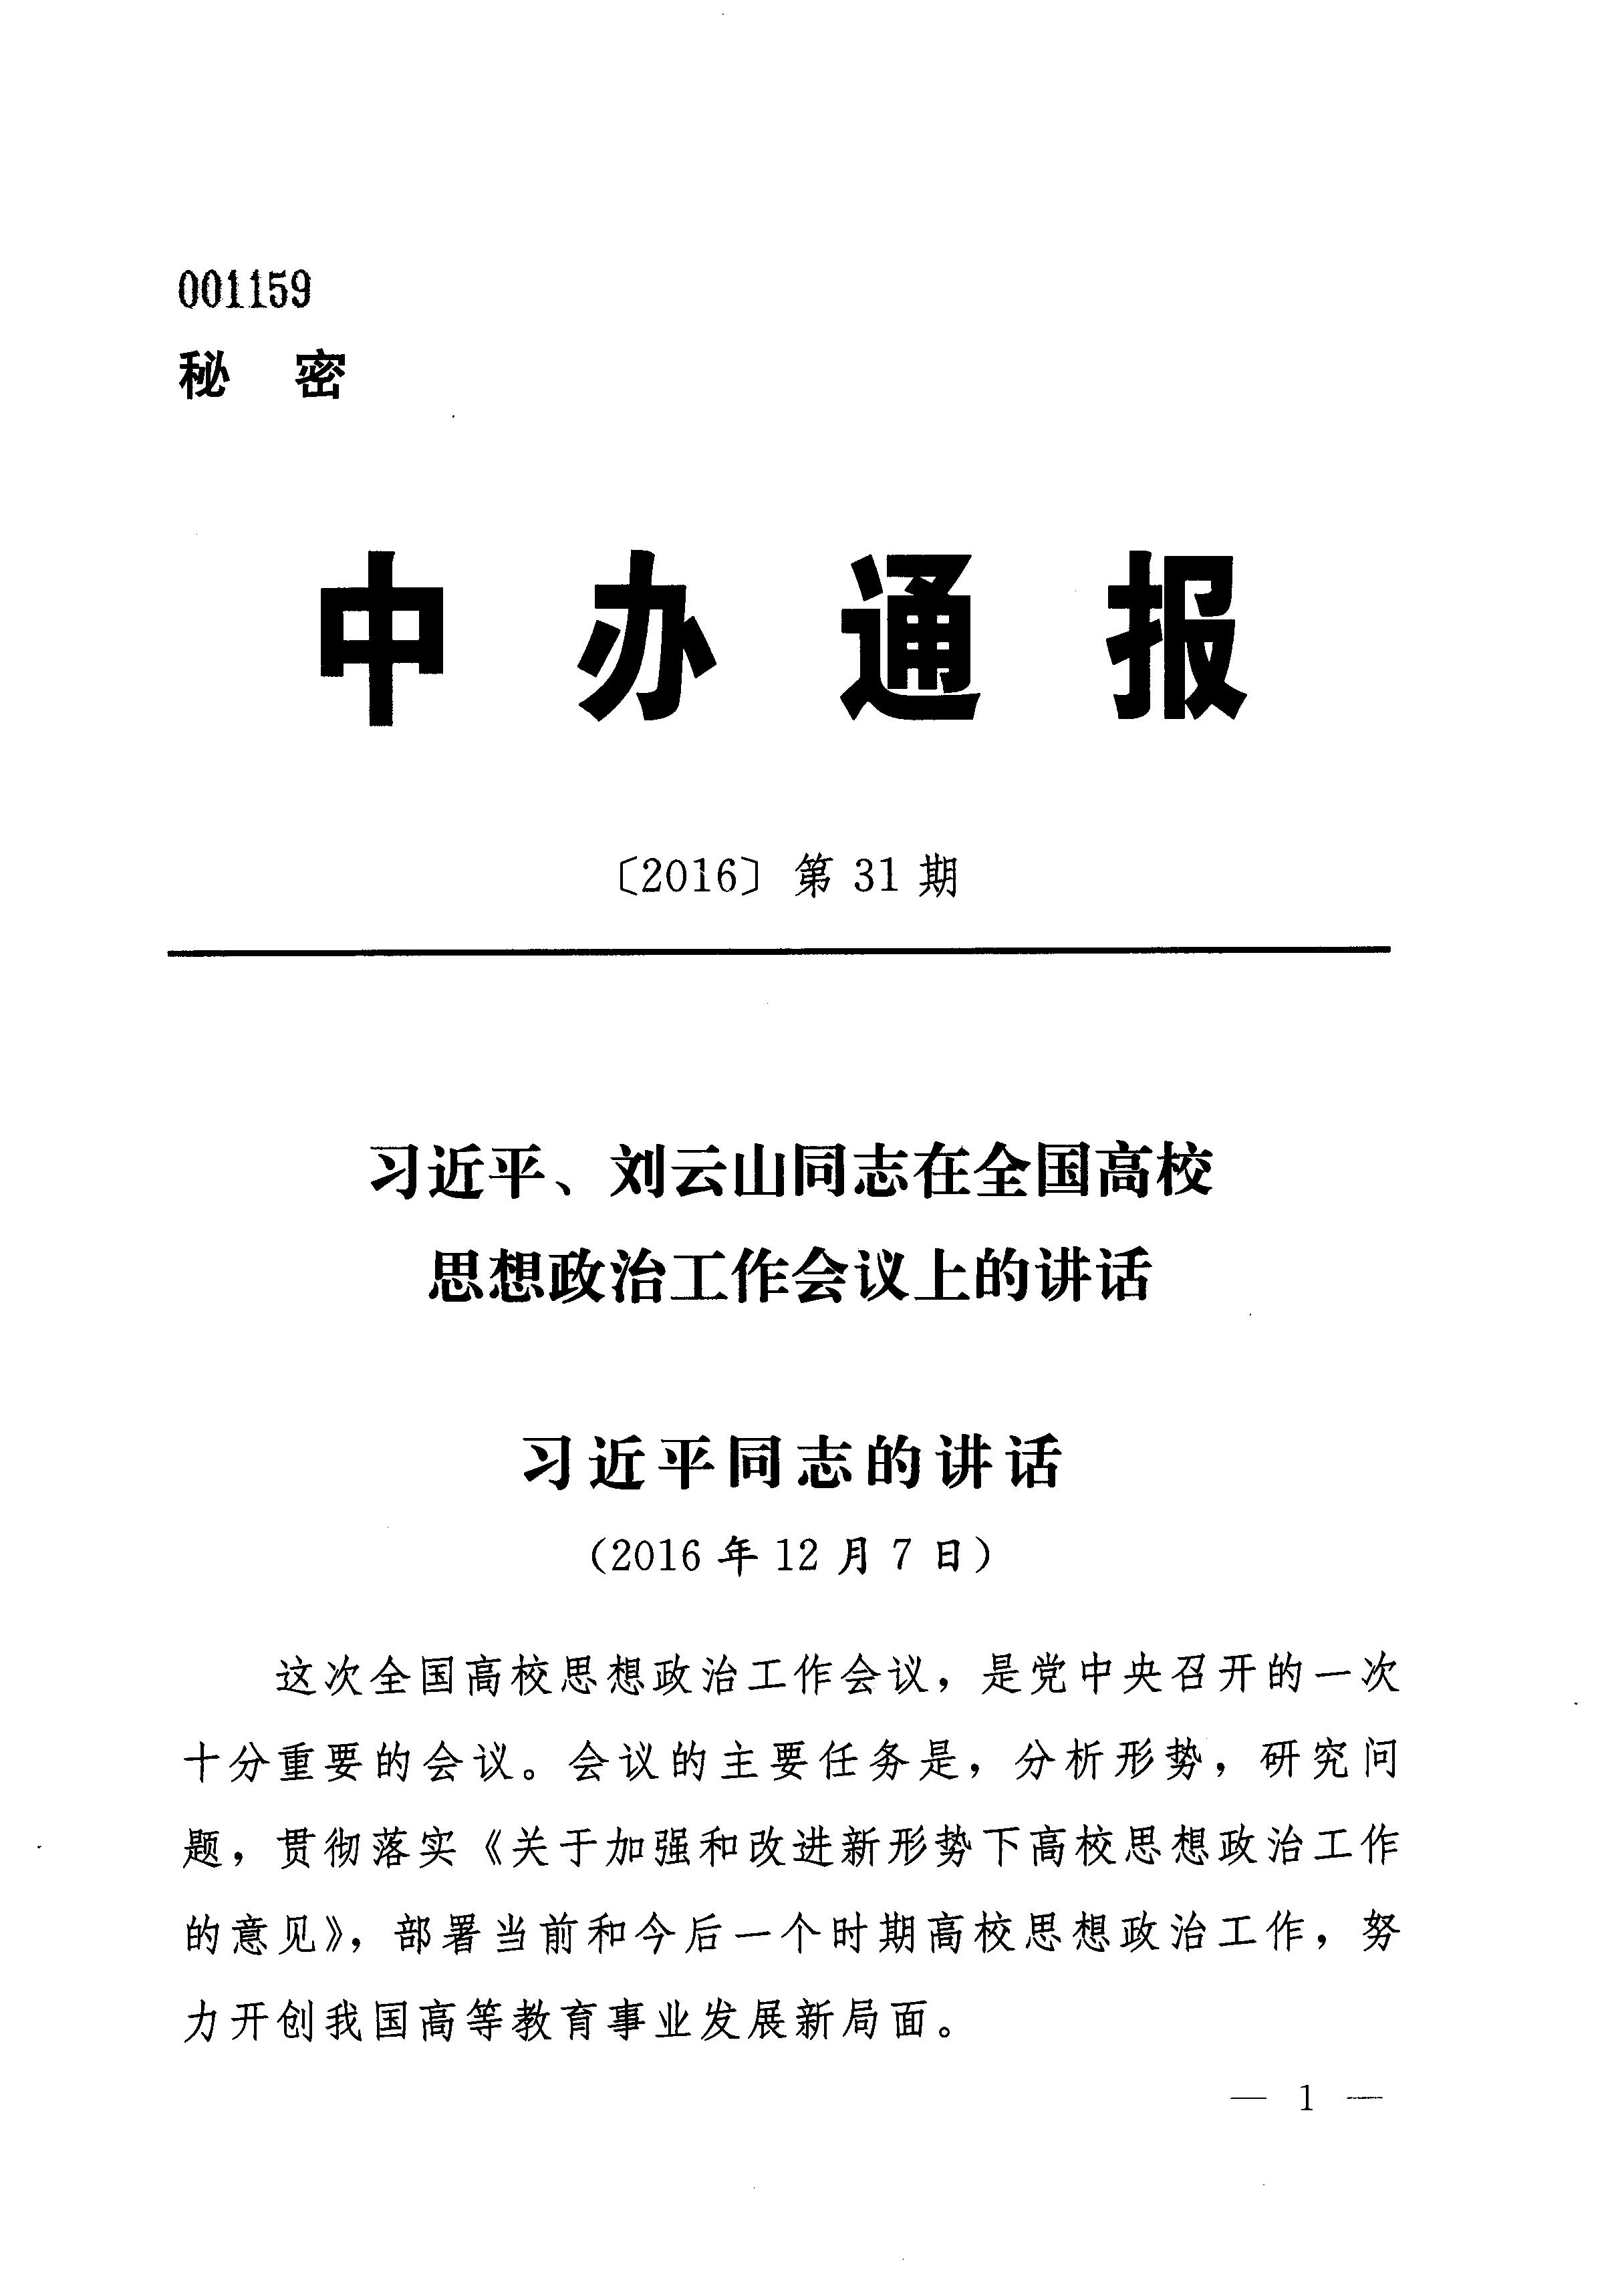 001159
秘 密
中办通报
〔2016〕第 31 期
习近平、刘云山同志在全国高校
思想政治工作会议上的讲话
习近平同志的讲话
(2016 年 12 月 7 日)
这次全国高校思想政治工作会议，是党中央召开的一次
十分重要的会议。会议的主要任务是，分析形势，研究问
题，贯彻落实《关于加强和改进新形势下高校思想政治工作
的意见》，部署当前和今后一个时期高校思想政治工作，努
力开创我国高等教育事业发展新局面。
— 1 —